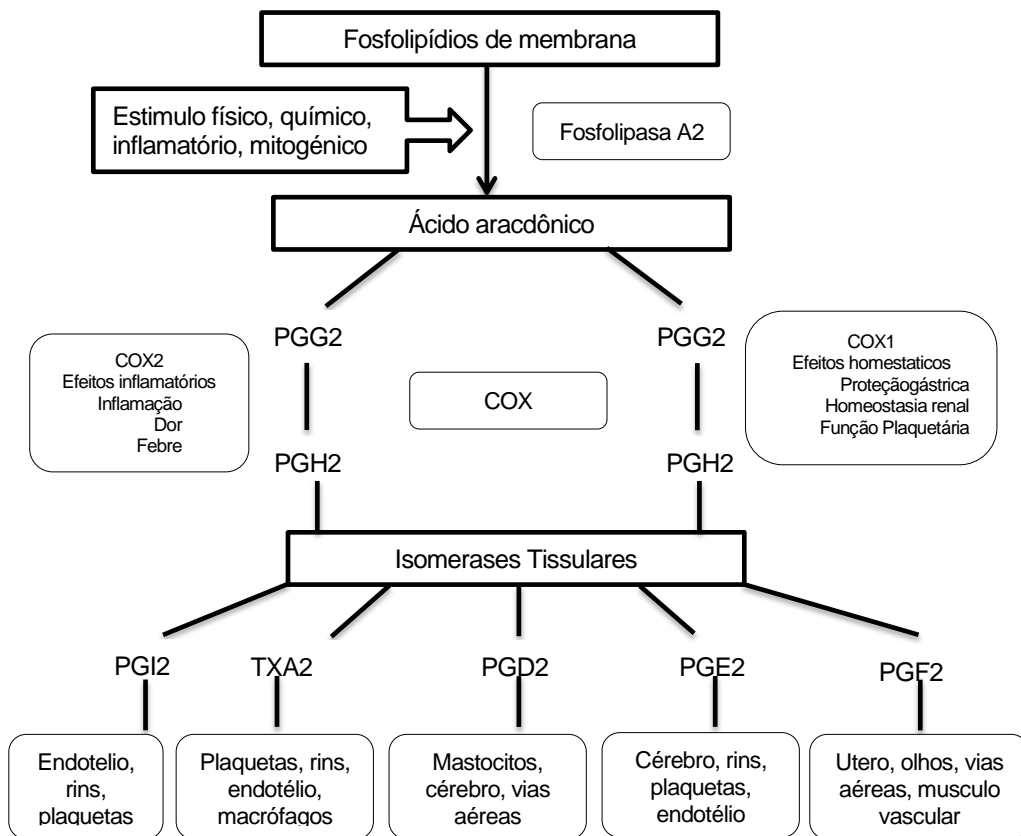 Fosfolipídios de membrana
Estimulo físico, químico,
inflamatório, mitogénico
Fosfolipasa A2
Ácido aracdônico
PGG2
PGG2
COX2
Efeitos inflamatórios
Inflamação
Dor
Febre
COX
COX1
Efeitos homestaticos
Proteçãogástrica
Homeostasia renal
Função Plaquetária
PGH2
PGH2
Isomerases Tissulares
PGI2
TXA2
PGD2
PGE2
PGF2
Endotelio,
rins,
plaquetas
Plaquetas, rins,
endotélio,
macrófagos
Mastocitos,
cérebro, vias
aéreas
Cérebro, rins,
plaquetas,
endotélio
Utero, olhos, vias
aéreas, musculo
vascular